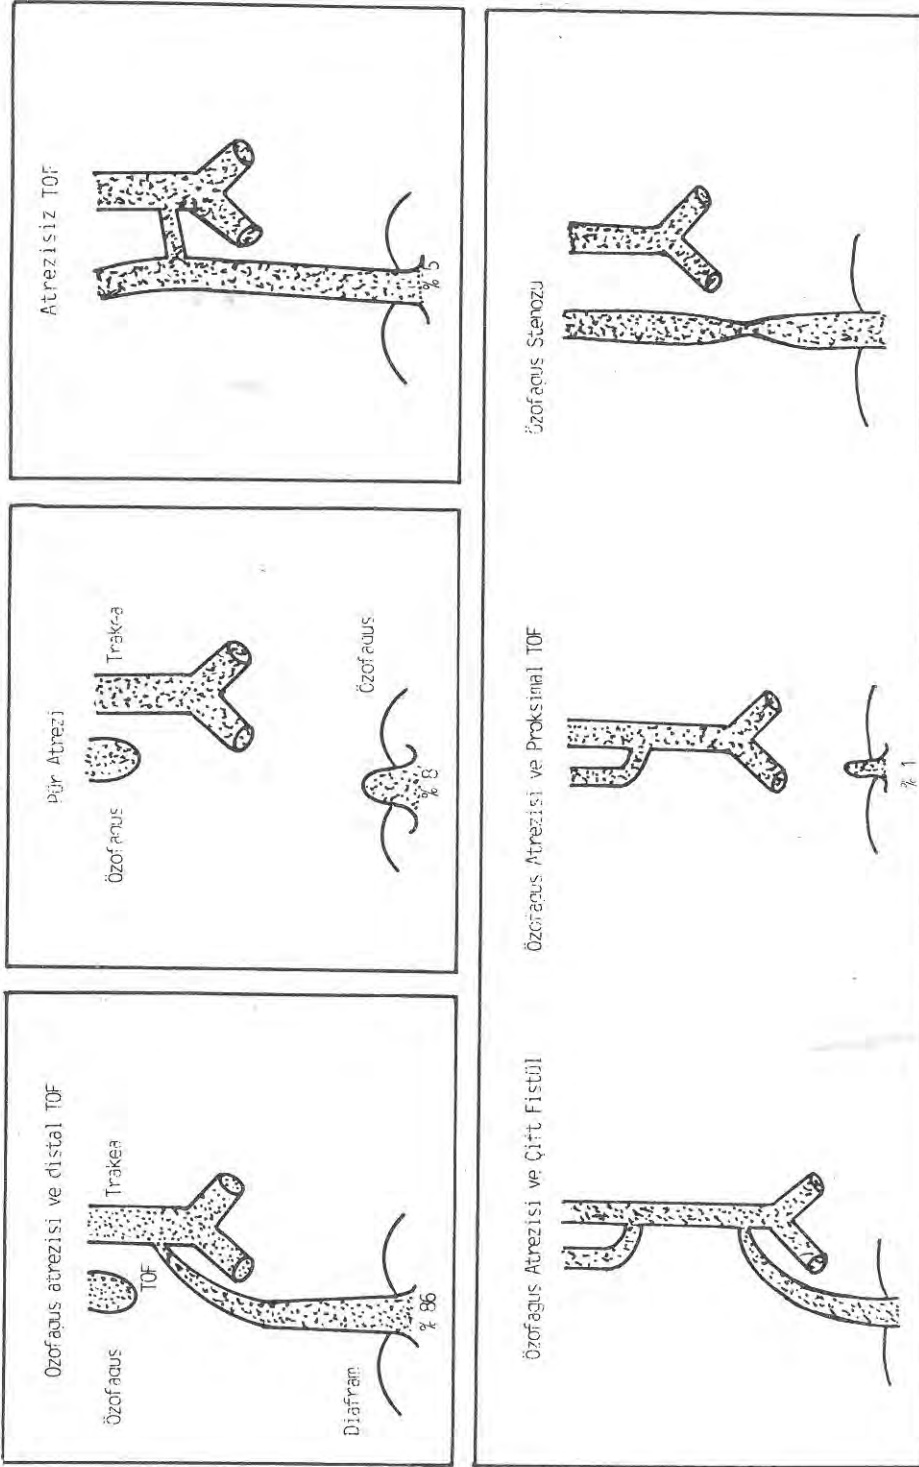 Özofagus atrezisi ve distal TOF
Özofagus
Trakea
TOF
Diafram
% 86
Pür Atrezi
Özofagus
Trakea
Özofagus
% 8
Atrezisiz TOF
% 5
Özofagus Atrezisi ve Çift Fistül
Özofagus Atrezisi ve Proksimal TOF
% 1
Özofagus Stenozu